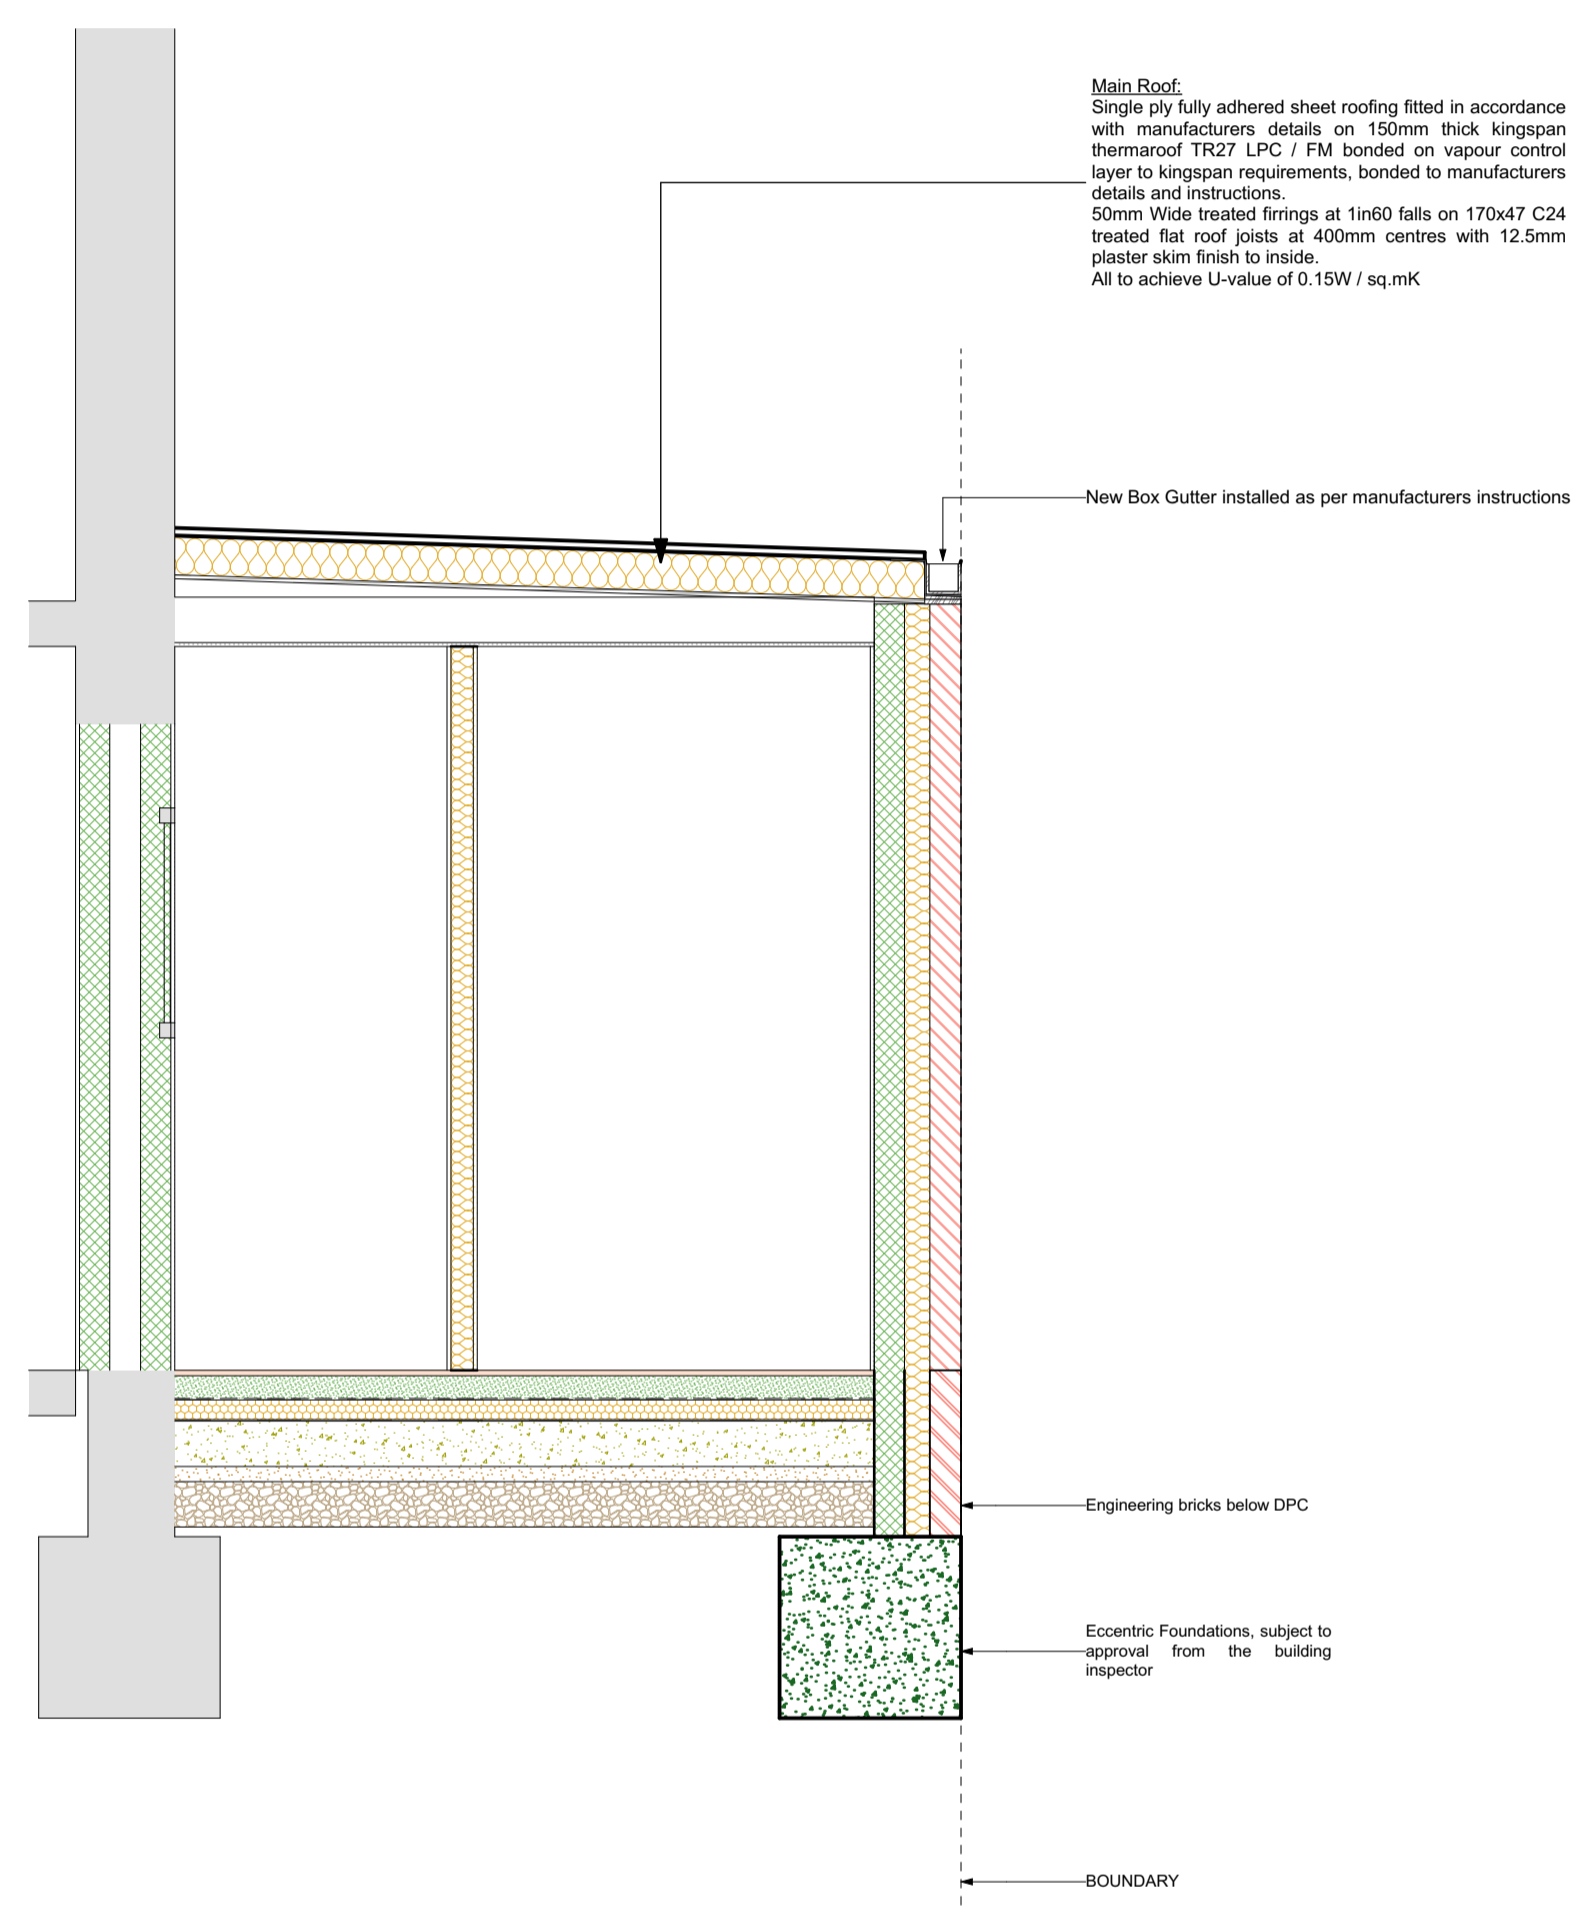 Main Roof:
Single ply fully adhered sheet roofing fitted in accordance
with manufacturers details on 150mm thick kingspan
thermaroof TR27 LPC / FM bonded on vapour control
layer to kingspan requirements, bonded to manufacturers
details and instructions.
50mm Wide treated firrings at 1in60 falls on 170x47 C24
treated flat roof joists at 400mm centres with 12.5mm
plaster skim finish to inside.
All to achieve U-value of 0.15W / sq.mK
New Box Gutter installed as per manufacturers instructions
Engineering bricks below DPC
Eccentric Foundations, subject to
approval from the building
inspector
BOUNDARY